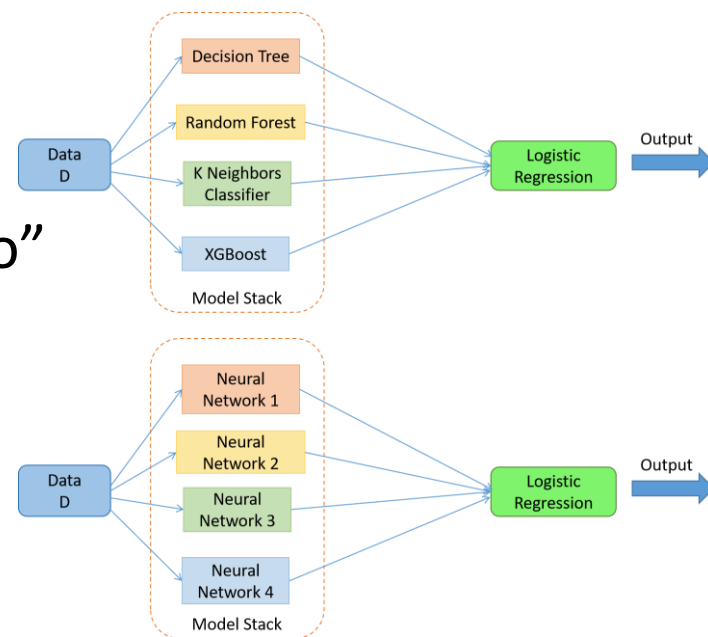 Decision Tree
Random Forest
Data
D
K Neighbors
Classifier
Logistic
Regression
Output
XGBoost
Model Stack
Neural
Network 1
Neural
Network 2
Data
D
Neural
Network 3
Logistic
Regression
Output
Neural
Network 4
Model Stack